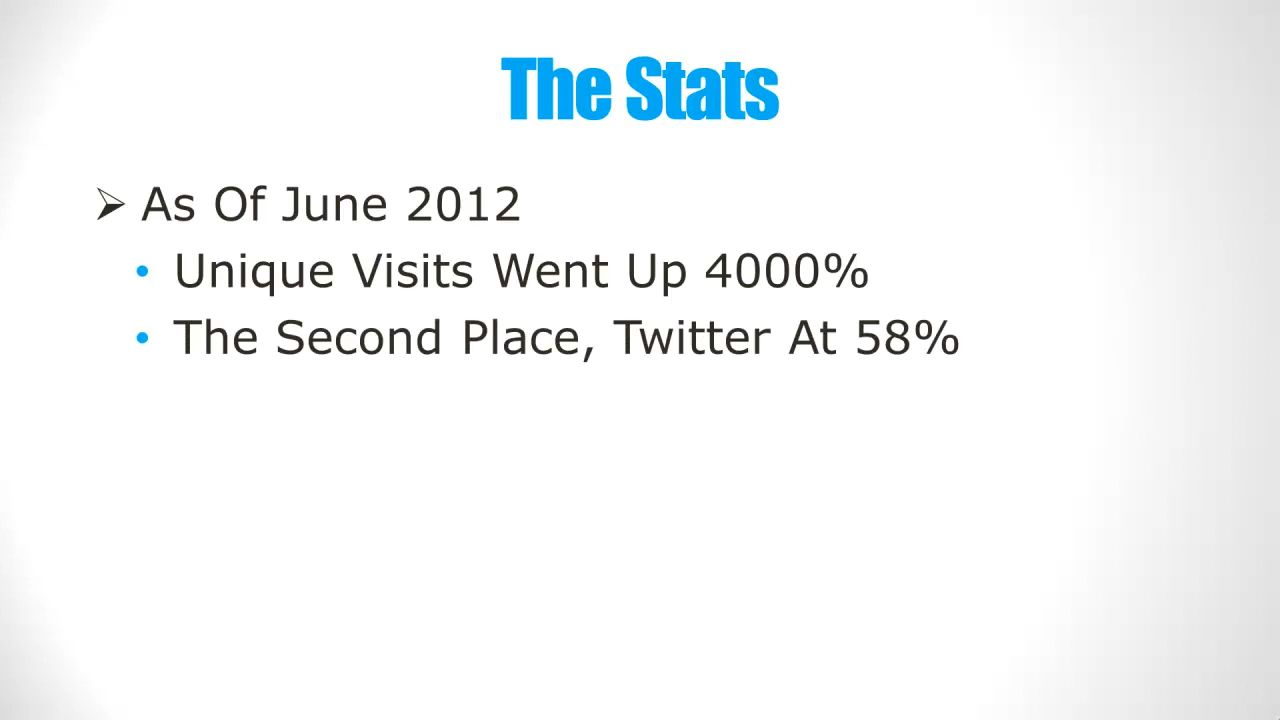 The Stats
As Of June 2012
Unique Visits Went Up 4000%
The Second Place, Twitter At 58%